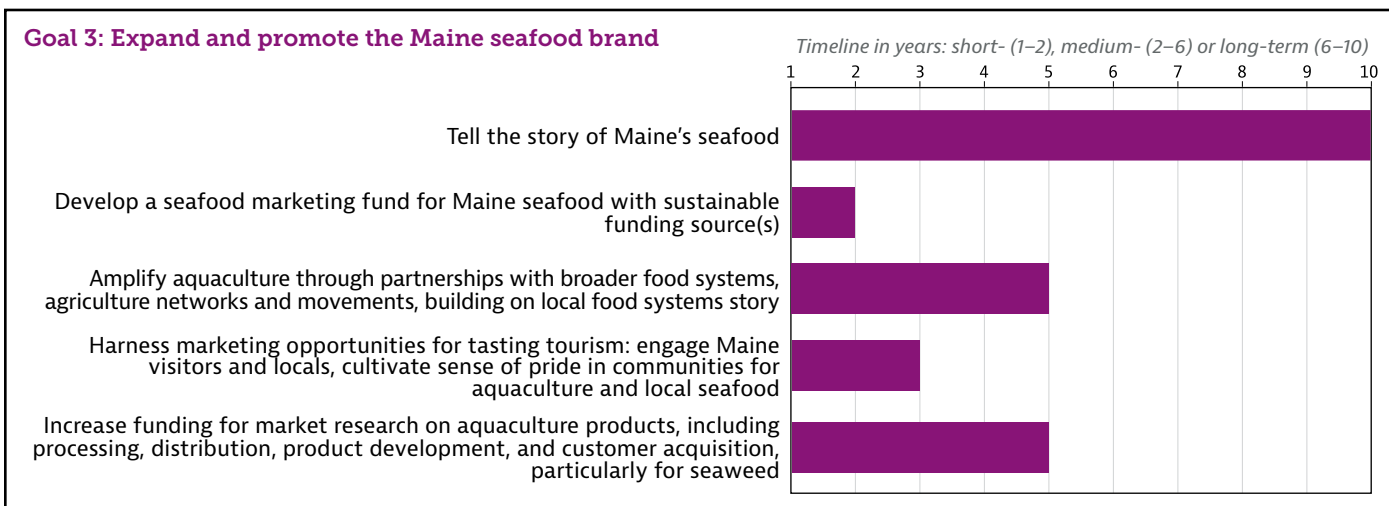 Goal 3: Expand and promote the Maine seafood brand
Timeline in years: short- (1–2), medium- (2–6) or long-term (6–10)
1 2 3 4 5 6 7 8 9 10
Tell the story of Maine’s seafood
Develop a seafood marketing fund for Maine seafood with sustainable
funding source(s)
Amplify aquaculture through partnerships with broader food systems,
agriculture networks and movements, building on local food systems story
Harness marketing opportunities for tasting tourism: engage Maine
visitors and locals, cultivate sense of pride in communities for
aquaculture and local seafood
Increase funding for market research on aquaculture products, including
processing, distribution, product development, and customer acquisition,
particularly for seaweed